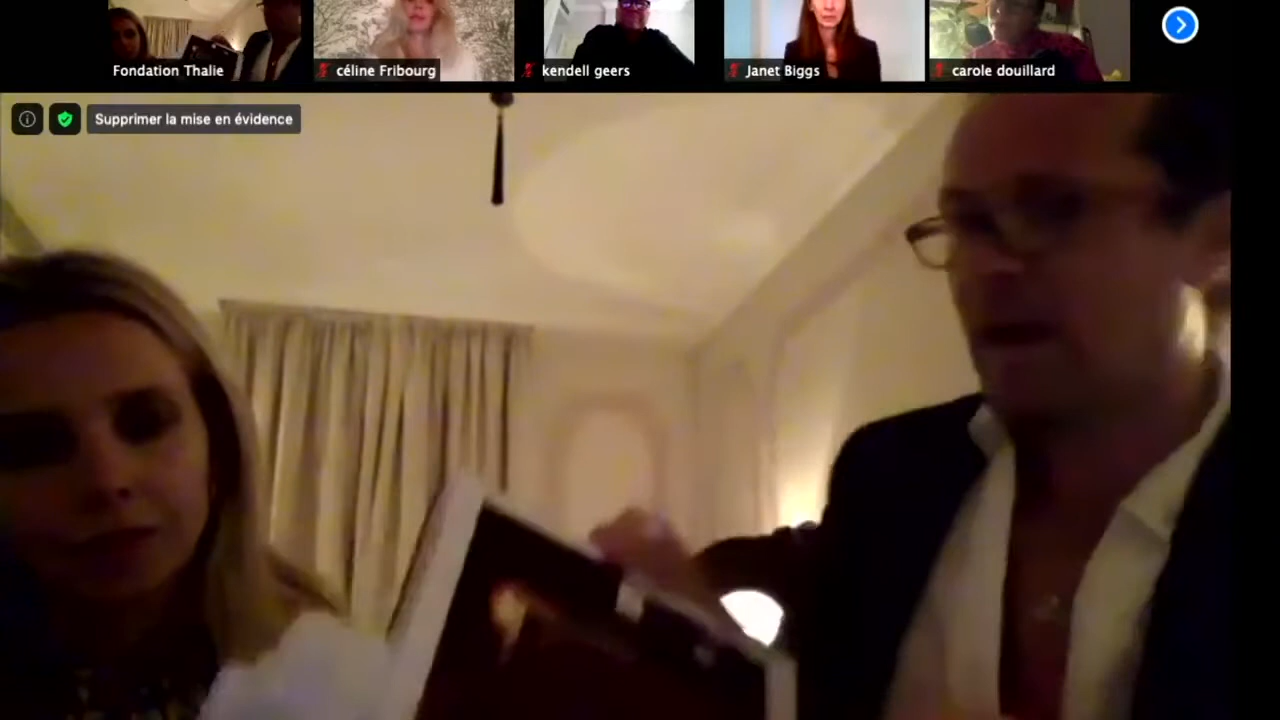 Fondation Thalie
céline Fribourg
kendell geers
Janet Biggs
carole douillard
Supprimer la mise en évidence